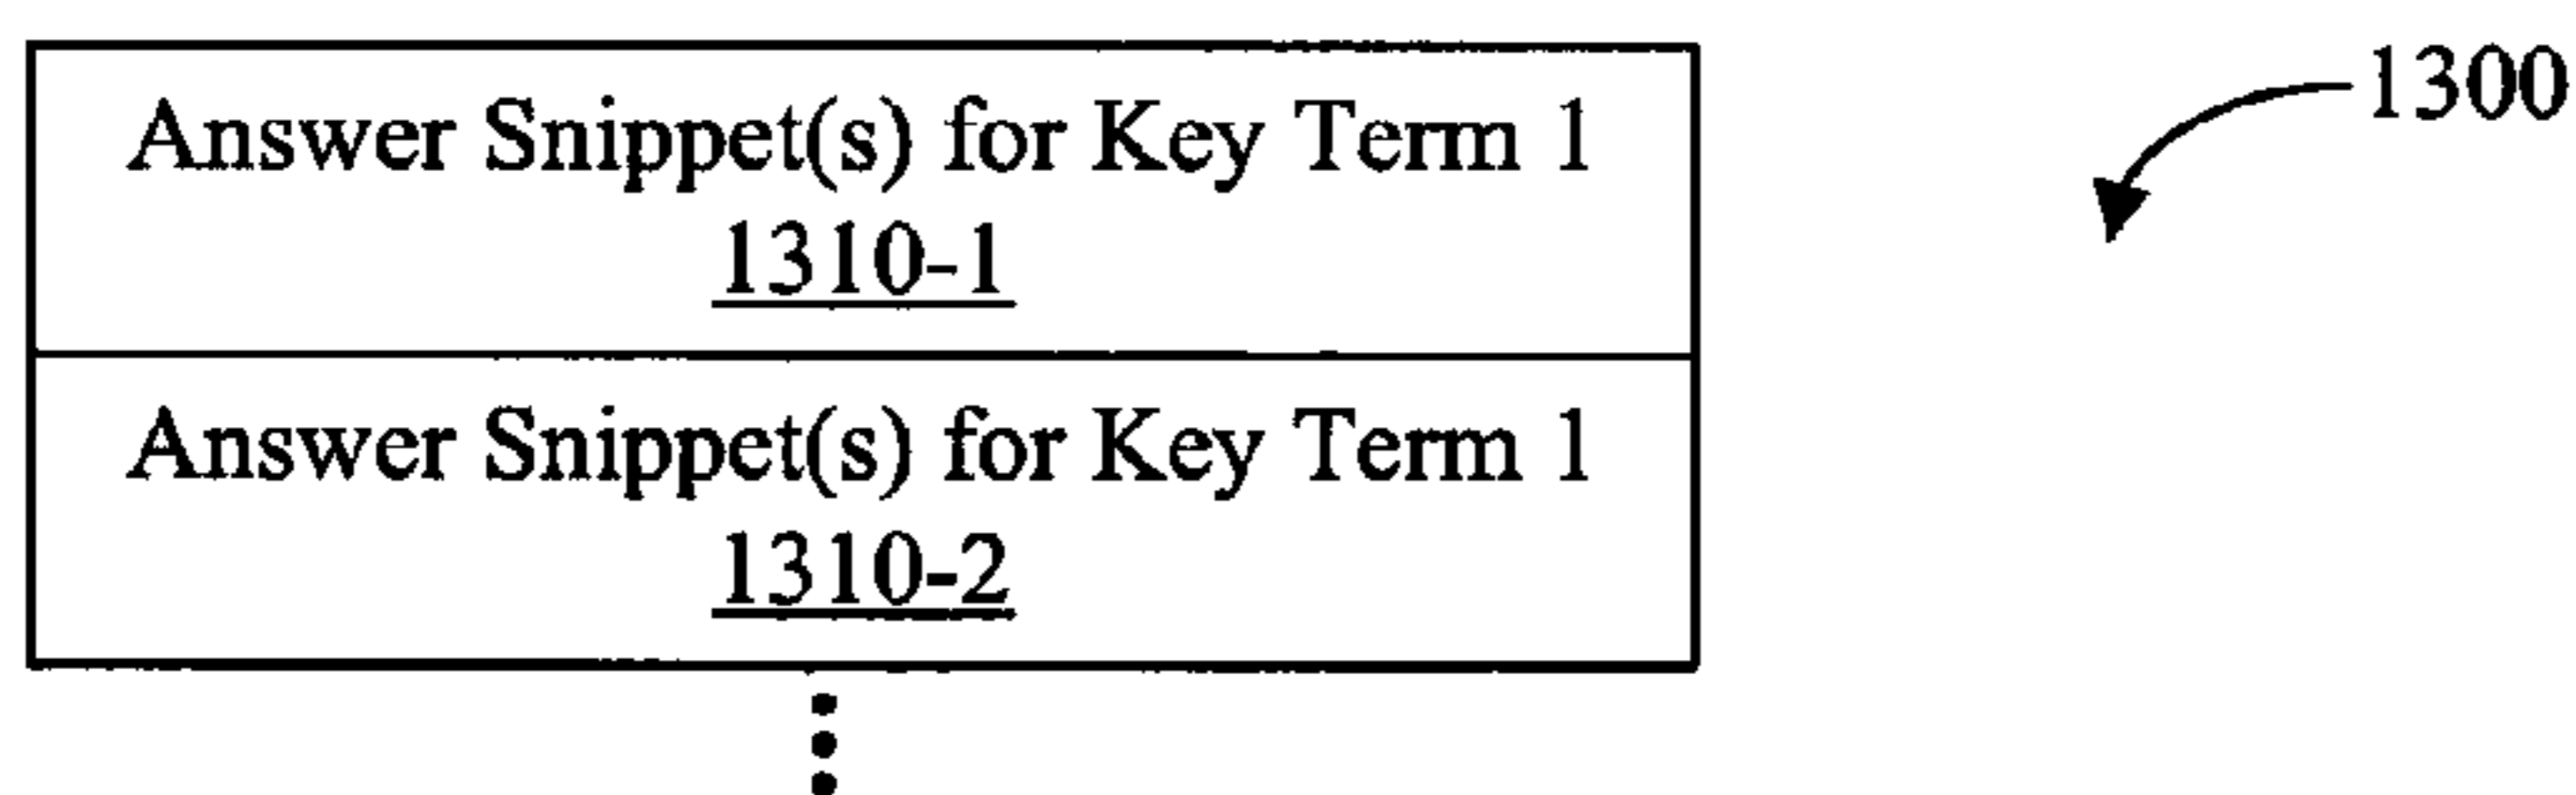 Answer Snippet(s) for Key Term 1
1310-1
Answer Snippet(s) for Key Term 1
1310-2
1300